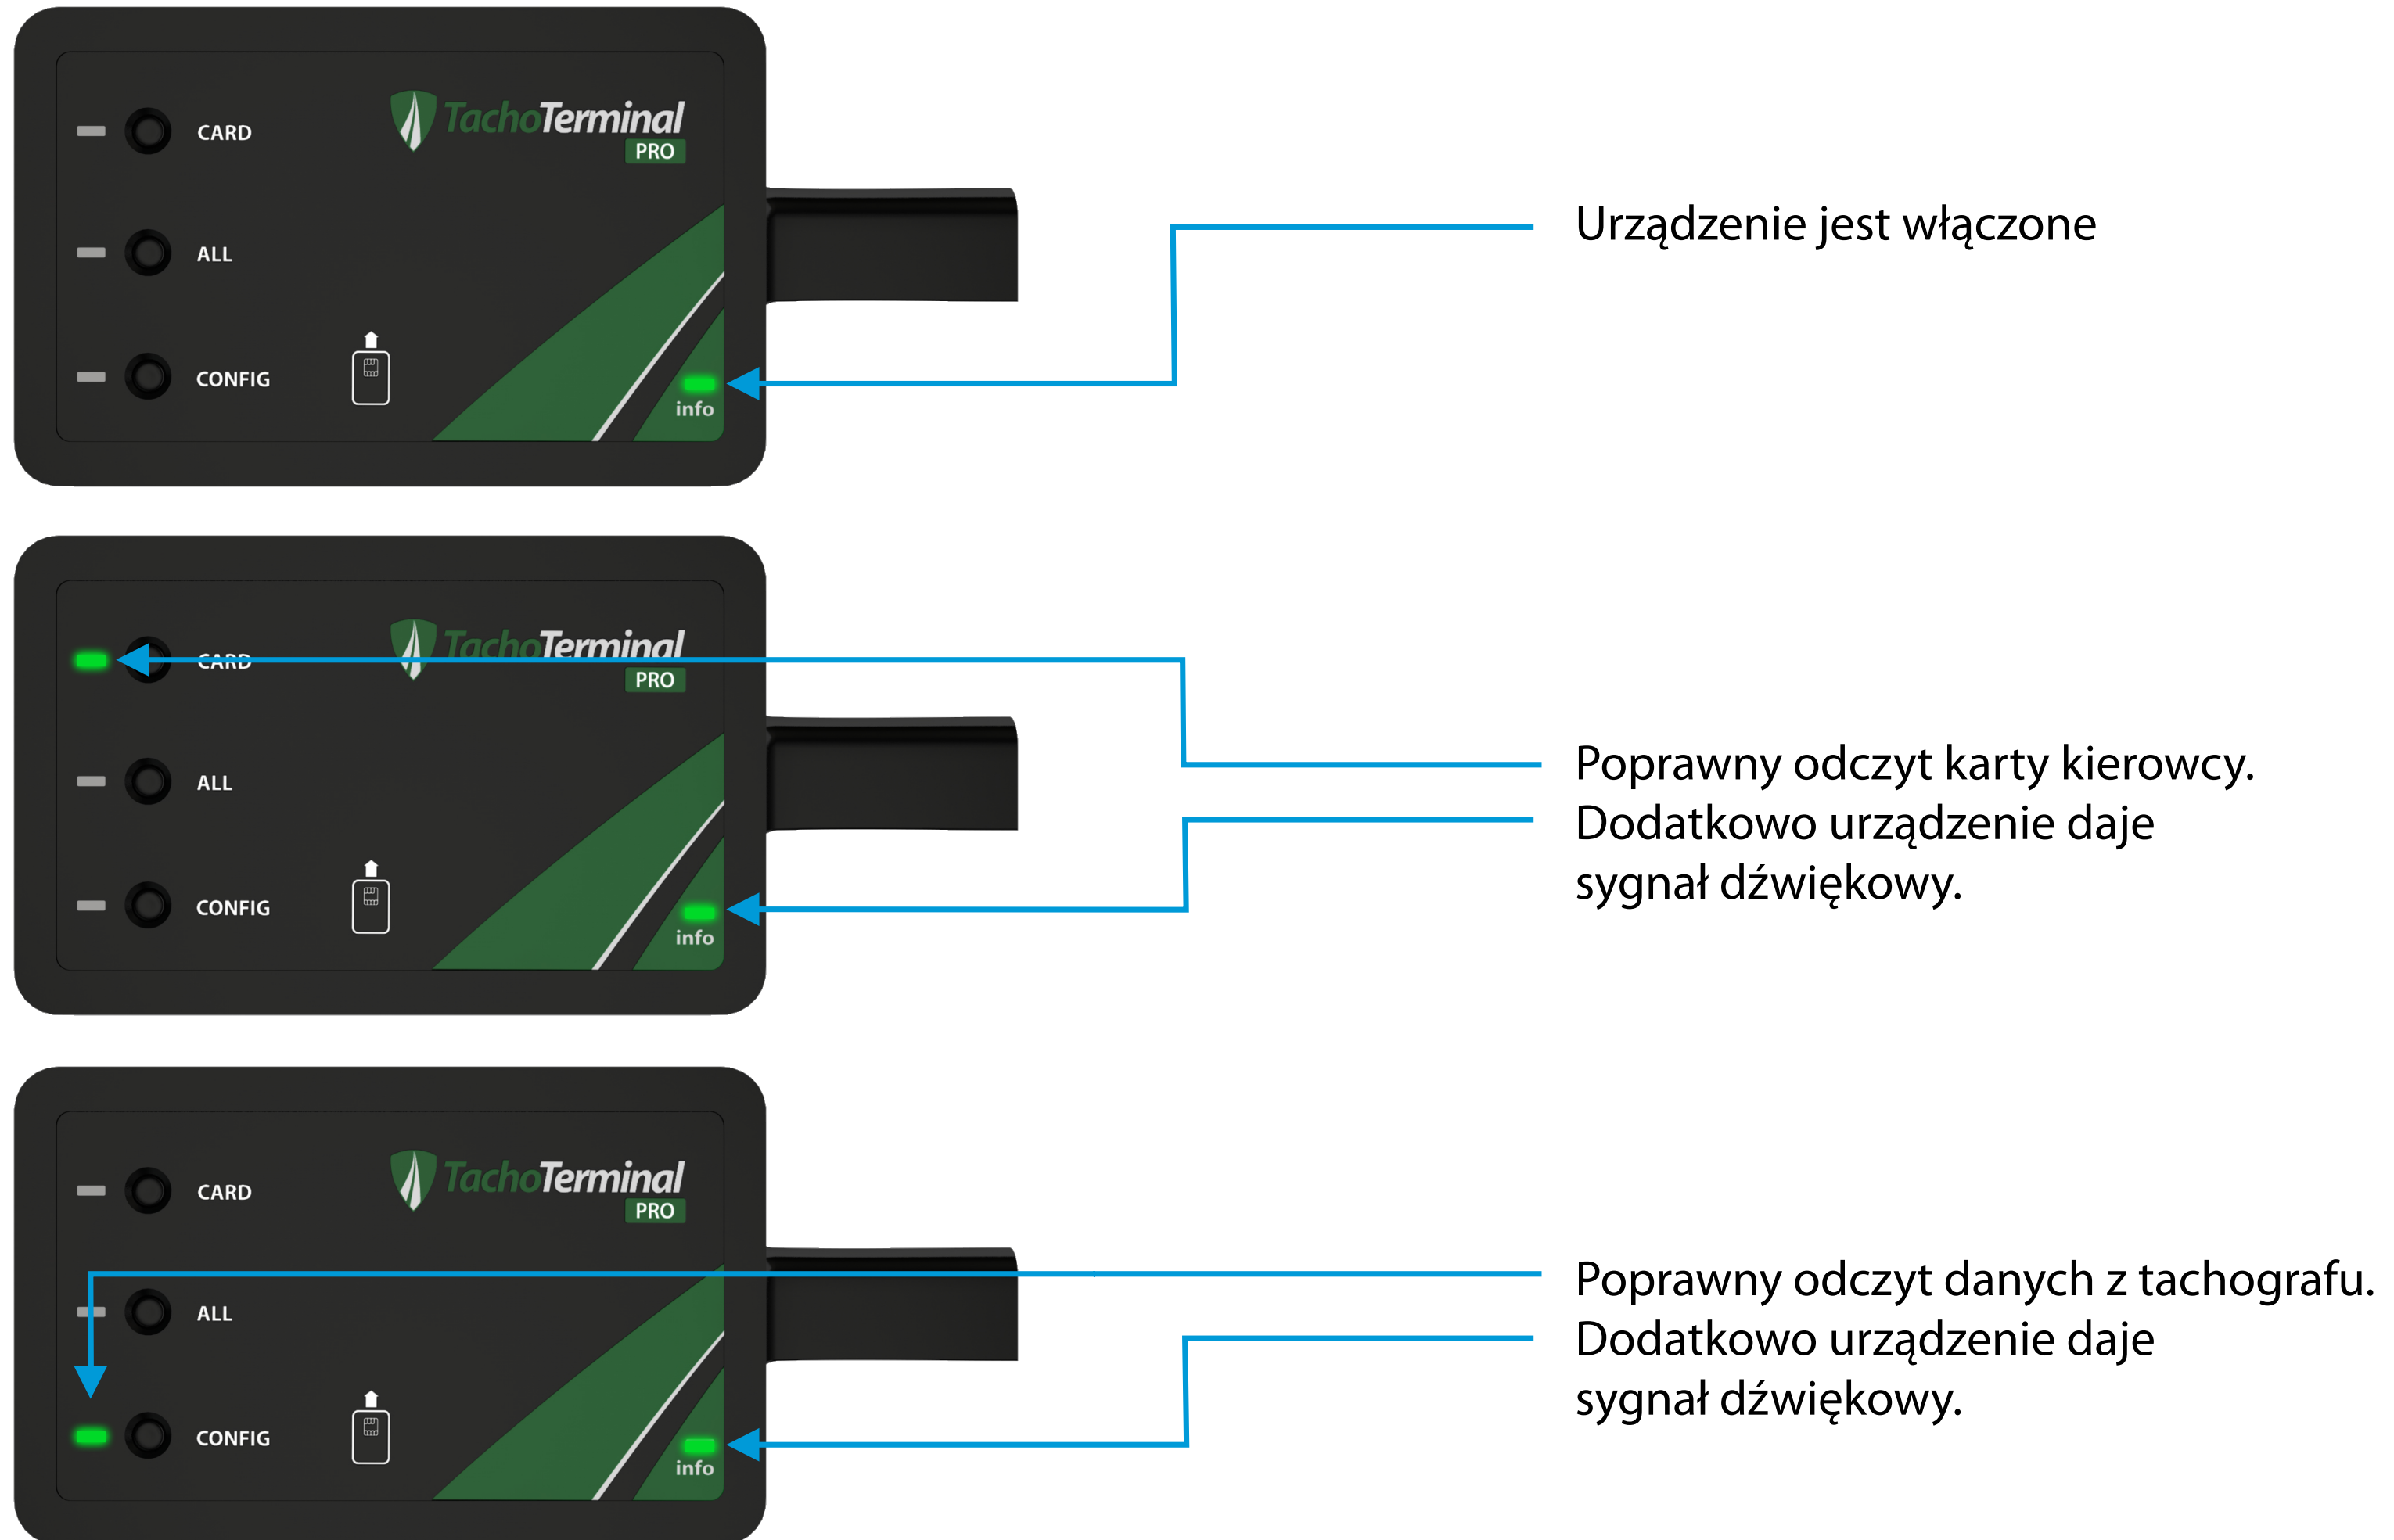 TachoTerminal
PRO
CARD
ALL
CONFIG
info
Urządzenie jest włączone
TachoTerminal
PRO
CARD
ALL
CONFIG
info
Poprawny odczyt karty kierowcy.
Dodatkowo urządzenie daje
sygnał dźwiękowy.
TachoTerminal
PRO
CARD
ALL
CONFIG
info
Poprawny odczyt danych z tachografu.
Dodatkowo urządzenie daje
sygnał dźwiękowy.